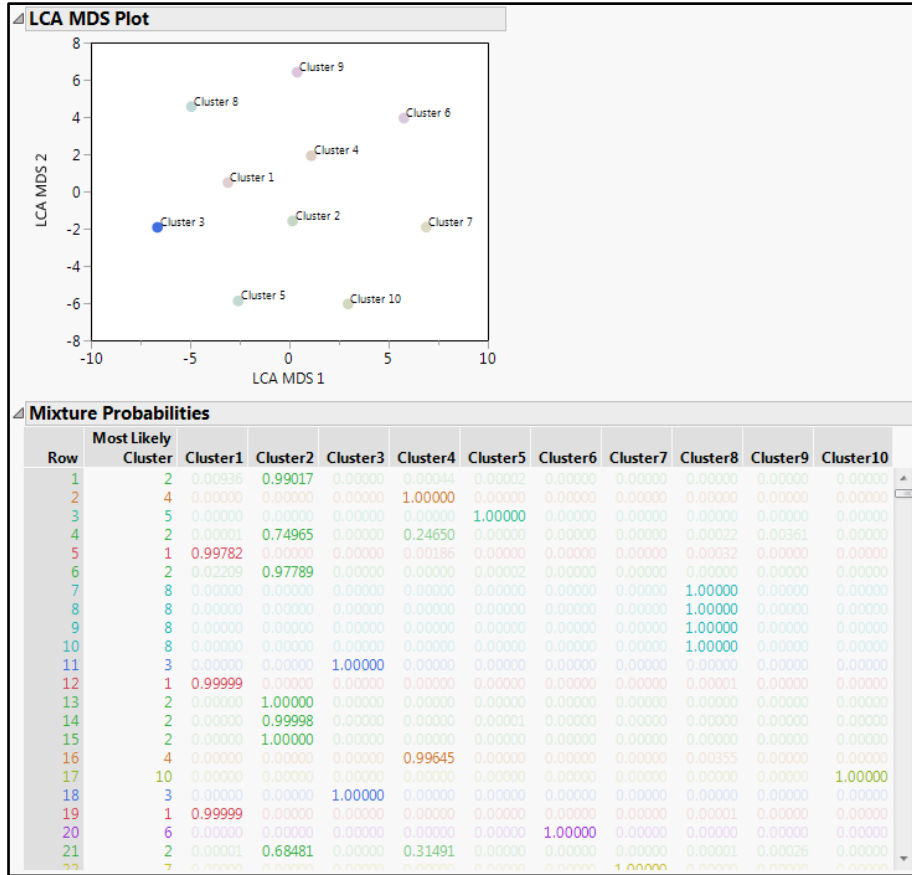 LCA MDS Plot
8
6
4
2
0
-2
-4
-6
-8
LCA MDS 2
Cluster 9
Cluster 8
Cluster 6
Cluster 4
Cluster 1
Cluster 2
Cluster 3
Cluster 7
Cluster 5
Cluster 10
-10 -5 0 5 10
LCA MDS 1
Mixture Probabilities
Most Likely
Row Cluster Cluster1 Cluster2 Cluster3 Cluster4 Cluster5 Cluster6 Cluster7 Cluster8 Cluster9 Cluster10
1 2 0.00936 0.99017 0.00000 0.00044 0.00002 0.00000 0.00000 0.00000 0.00000 0.00000
2 4 0.00000 0.00000 0.00000 1.00000 0.00000 0.00000 0.00000 0.00000 0.00000 0.00000
3 5 0.00000 0.00000 0.00000 0.00000 1.00000 0.00000 0.00000 0.00000 0.00000 0.00000
4 2 0.00001 0.74965 0.00000 0.24650 0.00000 0.00000 0.00000 0.00022 0.00361 0.00000
5 1 0.99782 0.00000 0.00000 0.00186 0.00000 0.00000 0.00000 0.00032 0.00000 0.00000
6 2 0.02209 0.97789 0.00000 0.00000 0.00002 0.00000 0.00000 0.00000 0.00000 0.00000
7 8 0.00000 0.00000 0.00000 0.00000 0.00000 0.00000 0.00000 1.00000 0.00000 0.00000
8 8 0.00000 0.00000 0.00000 0.00000 0.00000 0.00000 0.00000 1.00000 0.00000 0.00000
9 8 0.00000 0.00000 0.00000 0.00000 0.00000 0.00000 0.00000 1.00000 0.00000 0.00000
10 8 0.00000 0.00000 0.00000 0.00000 0.00000 0.00000 0.00000 1.00000 0.00000 0.00000
11 3 0.00000 0.00000 1.00000 0.00000 0.00000 0.00000 0.00000 0.00000 0.00000 0.00000
12 1 0.99999 0.00000 0.00000 0.00000 0.00000 0.00000 0.00000 0.00001 0.00000 0.00000
13 2 0.00000 1.00000 0.00000 0.00000 0.00000 0.00000 0.00000 0.00000 0.00000 0.00000
14 2 0.00000 0.99998 0.00000 0.00000 0.00001 0.00000 0.00000 0.00000 0.00000 0.00000
15 2 0.00000 1.00000 0.00000 0.00000 0.00000 0.00000 0.00000 0.00000 0.00000 0.00000
16 4 0.00000 0.00000 0.00000 0.99645 0.00000 0.00000 0.00000 0.00355 0.00000 0.00000
17 10 0.00000 0.00000 0.00000 0.00000 0.00000 0.00000 0.00000 0.00000 0.00000 1.00000
18 3 0.00000 0.00000 1.00000 0.00000 0.00000 0.00000 0.00000 0.00000 0.00000 0.00000
19 1 0.99999 0.00000 0.00000 0.00000 0.00000 0.00000 0.00000 0.00001 0.00000 0.00000
20 6 0.00000 0.00000 0.00000 0.00000 0.00000 1.00000 0.00000 0.00000 0.00000 0.00000
21 2 0.00001 0.68481 0.00000 0.31491 0.00000 0.00000 0.00000 0.00001 0.00026 0.00000